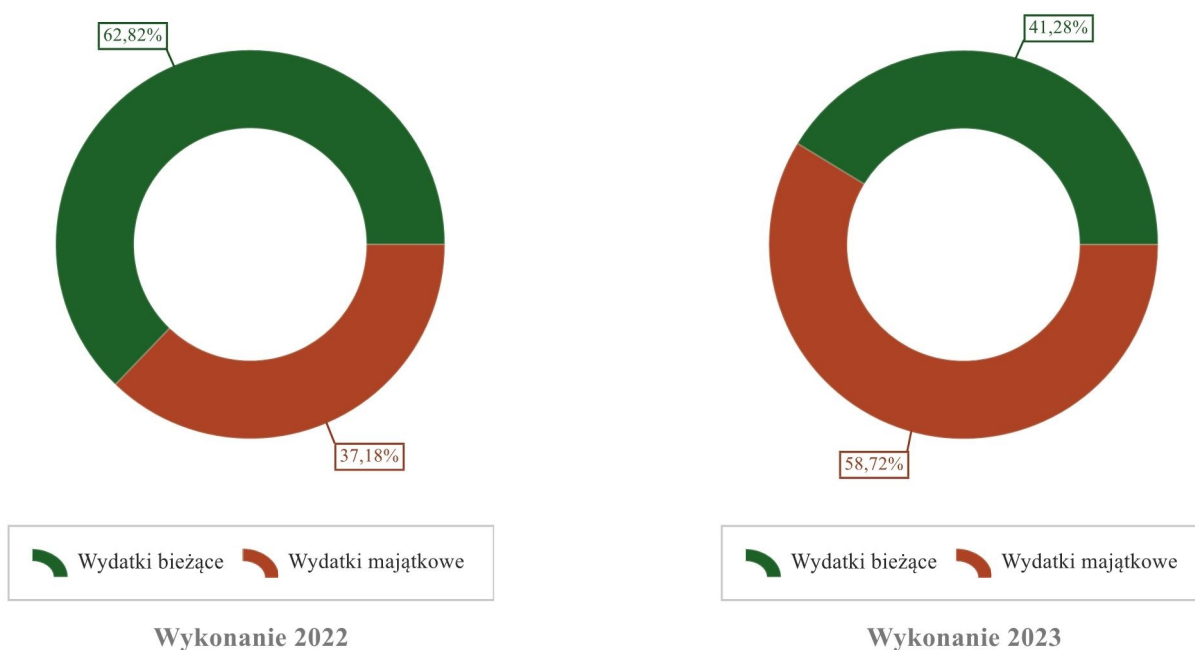 62,82%
41,28%
37,18%
58,72%
Wydatki bieżące Wydatki majątkowe
Wydatki bieżące Wydatki majątkowe
Wykonanie 2022
Wykonanie 2023